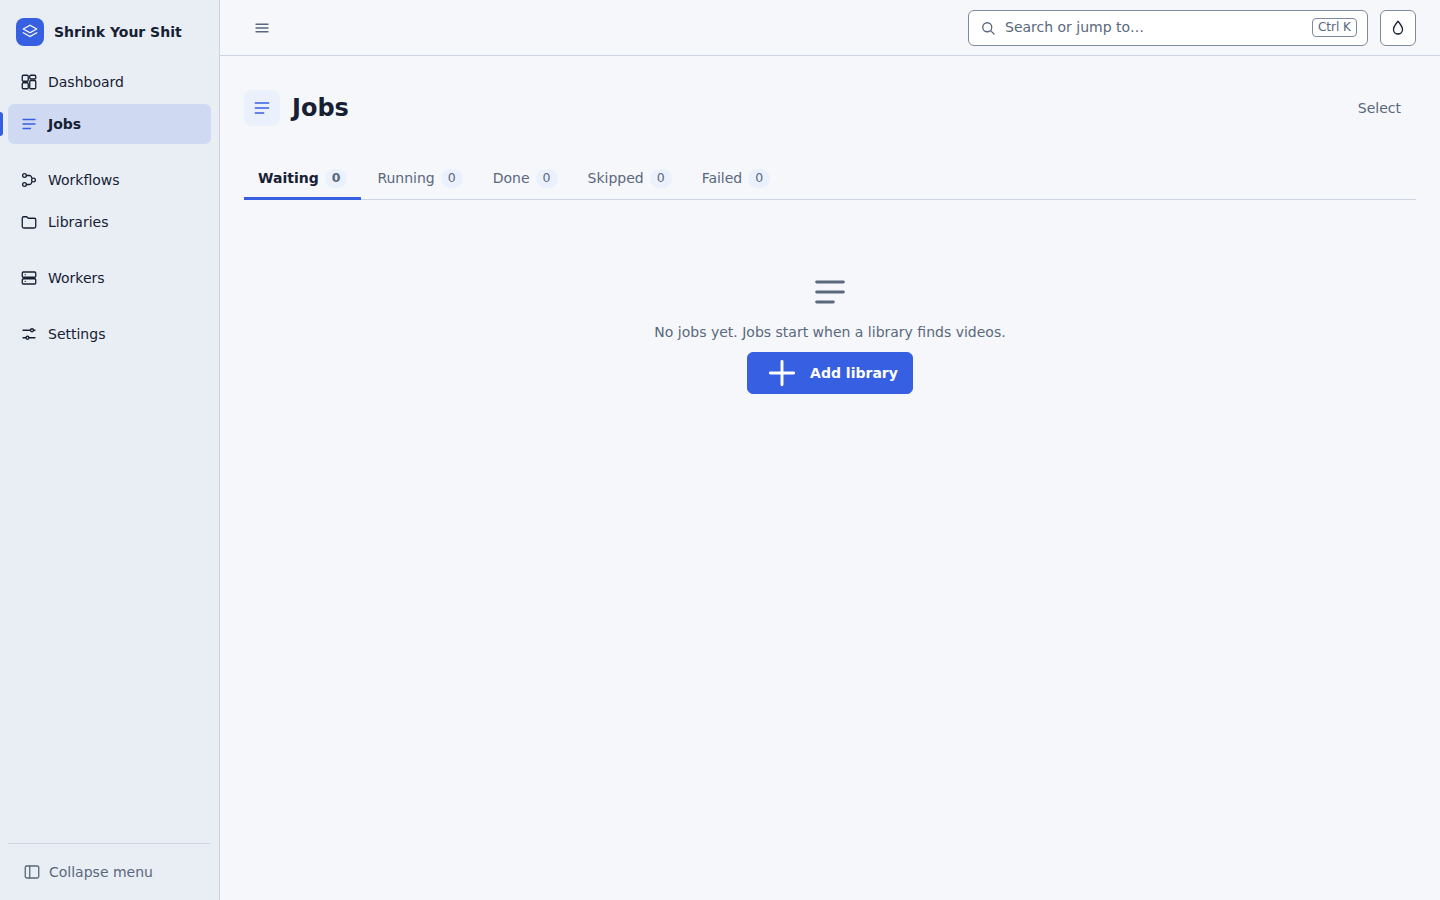 Shrink Your Shit
Search or jump to...
Ctrl K
Dashboard
Jobs
Workflows
Libraries
Workers
Settings
Collapse menu
Jobs
Select
Waiting 0
Running 0
Done 0
Skipped 0
Failed 0
No jobs yet. Jobs start when a library finds videos.
Add library